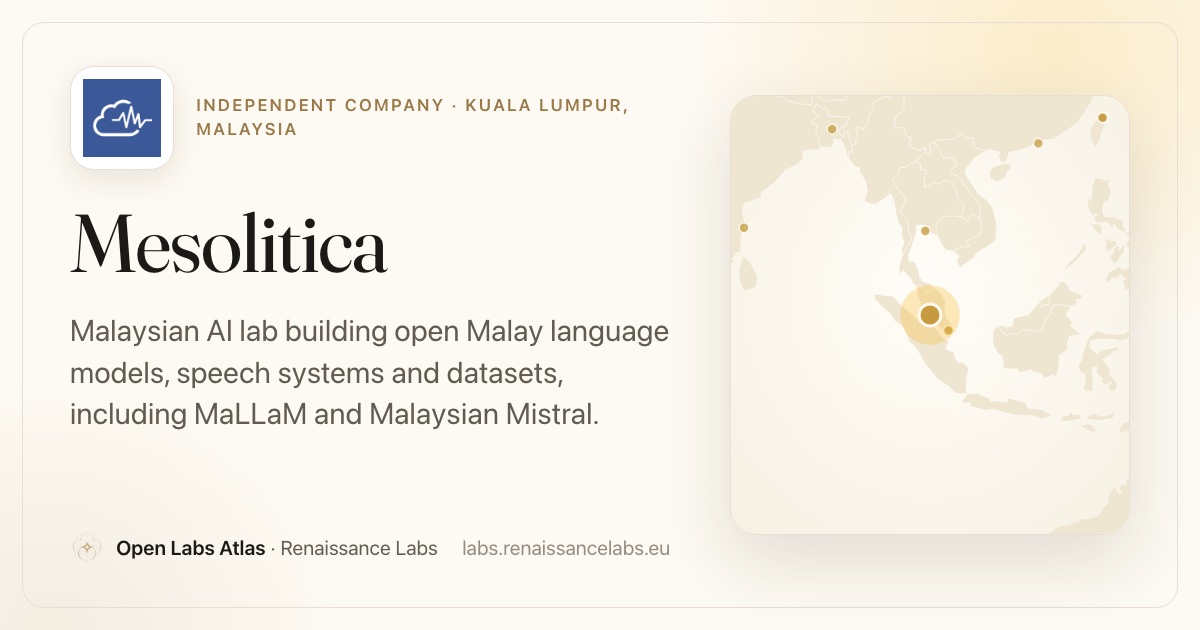 INDEPENDENT COMPANY · KUALA LUMPUR,
MALAYSIA
Mesolitica
Malaysian AI lab building open Malay language
models, speech systems and datasets,
including MaLLaM and Malaysian Mistral.
Open Labs Atlas · Renaissance Labs labs.renaissancelabs.eu